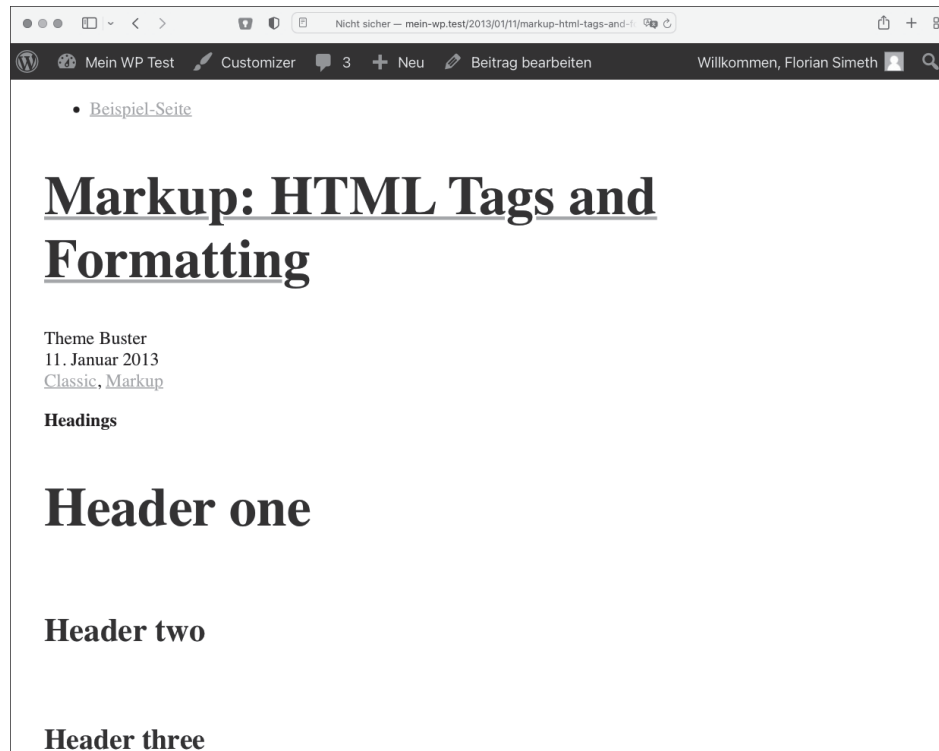 Nicht sicher — mein-wp.test/2013/01/11/markup-html-tags-and-f
Mein WP Test Customizer 3 Neu Beitrag bearbeiten Willkommen, Florian Simeth
Beispiel-Seite
Markup: HTML Tags and
Formatting
Theme Buster
11. Januar 2013
Classic, Markup
Headings
Header one
Header two
Header three